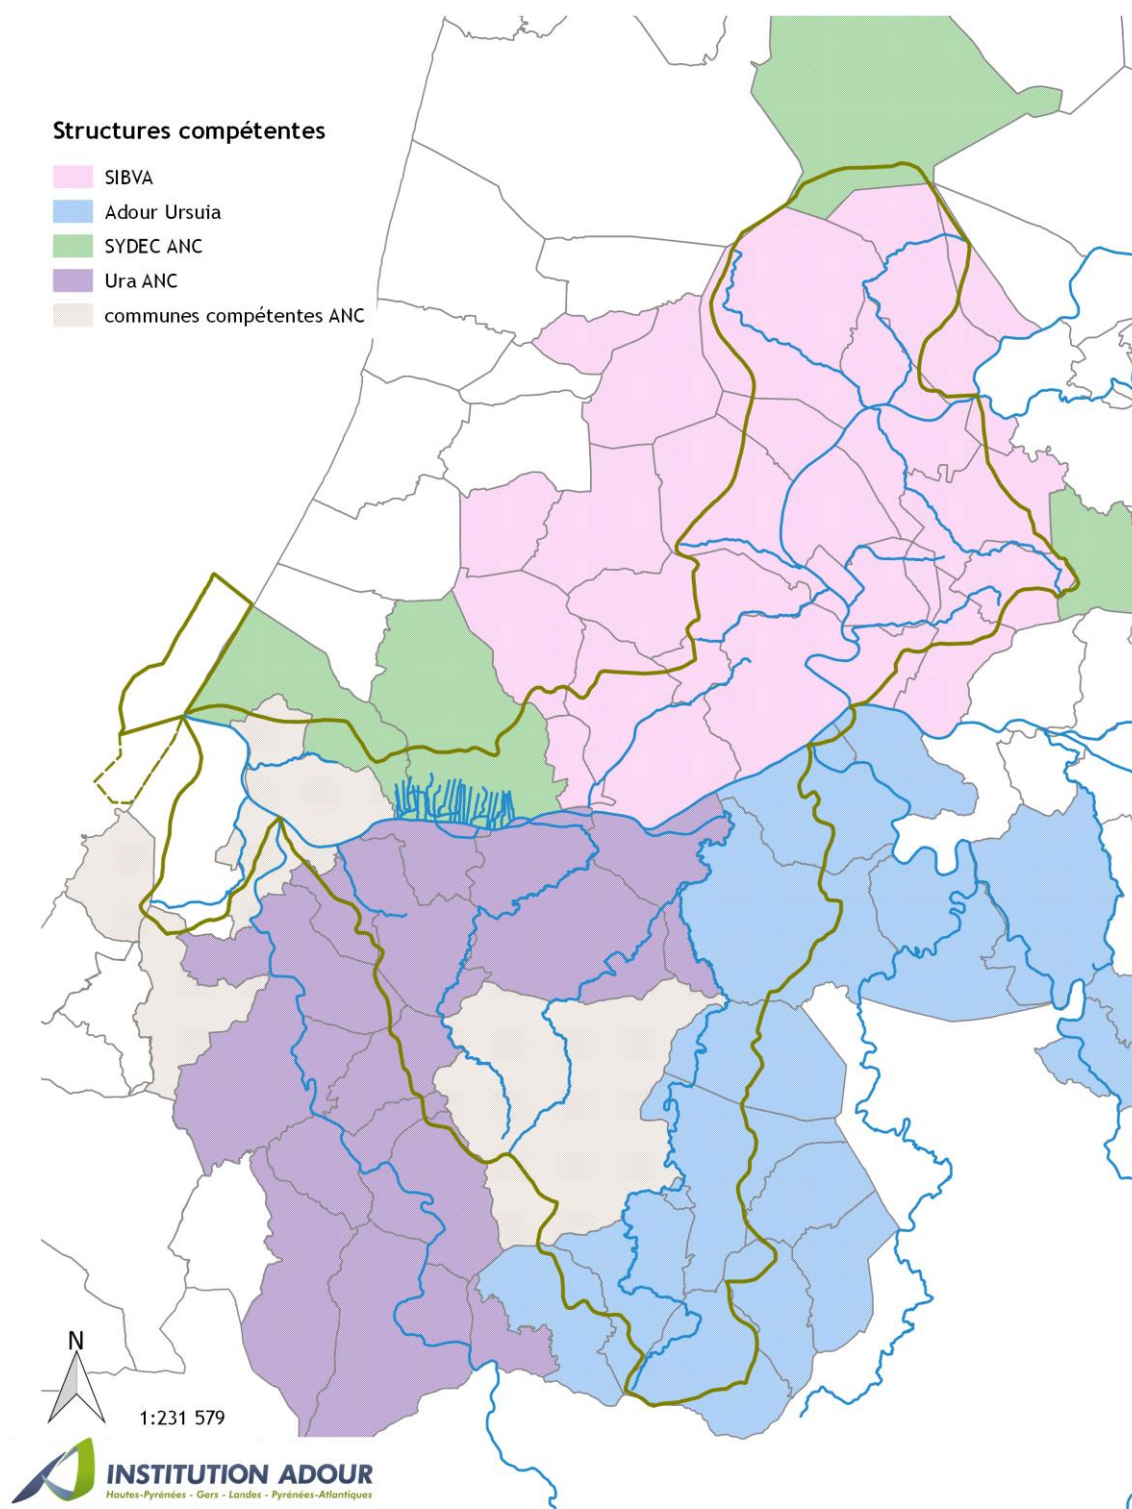 Structures compétentes
SIBVA
Adour Ursuia
SYDEC ANC
Ura ANC
communes compétentes ANC
N
1:231 579
INSTITUTION ADOUR
Hautes-Pyrénées - Gers - Landes - Pyrénées-Atlantiques